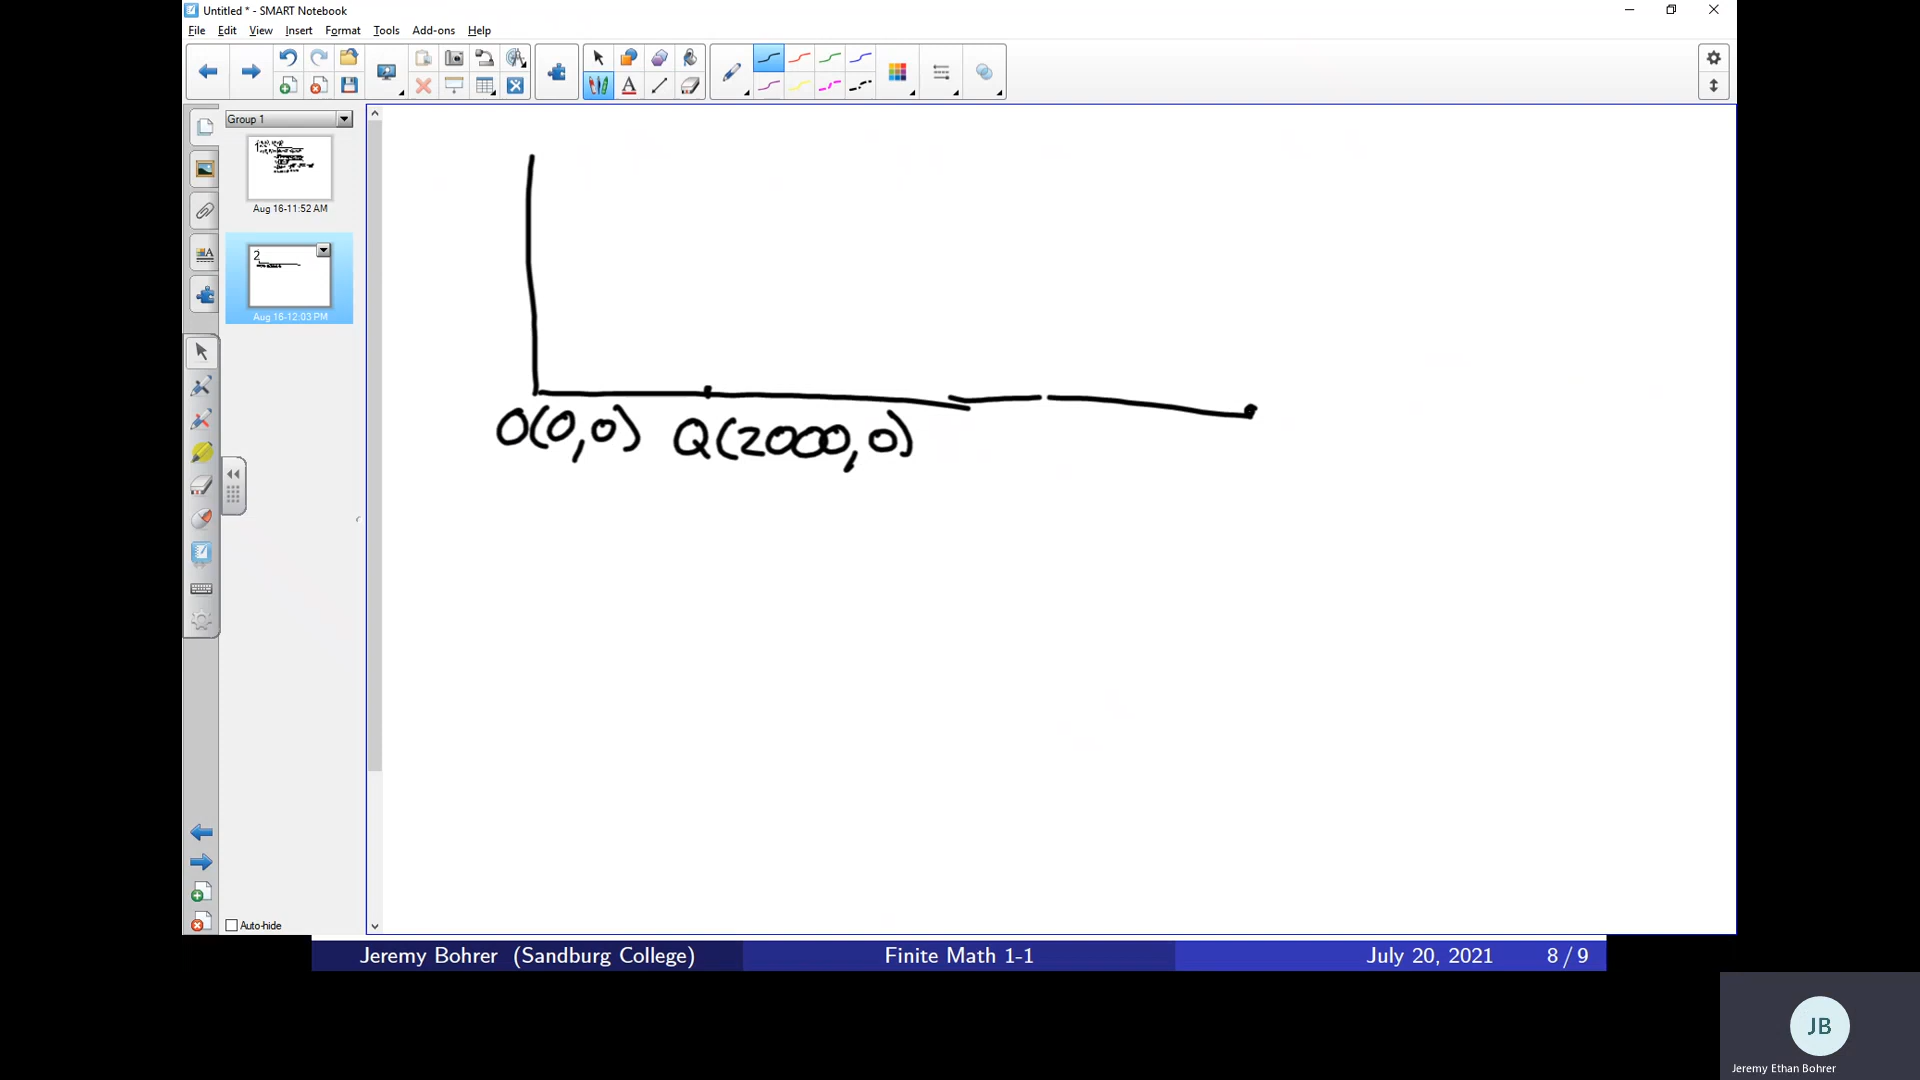 Untitled * - SMART Notebook
File Edit View Insert Format Tools Add-ons Help
Group 1
Aug 16-11:52 AM
2
Aug 16-12:03 PM
O(0,0) Q(2000,0)
Auto-hide
Jeremy Bohrer (Sandburg College) Finite Math 1-1 July 20, 2021 8 / 9
JB
Jeremy Ethan Bohrer